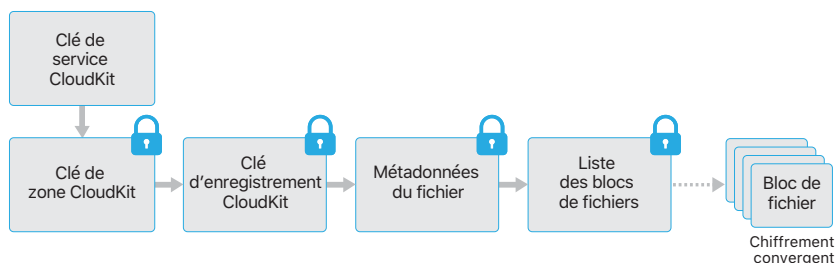 Clé de
service
CloudKit
Clé de
zone CloudKit
Clé
d'enregistrement
CloudKit
Métadonnées
du fichier
Liste
des blocs
de fichiers
Bloc de
fichier
Chiffrement
convergent